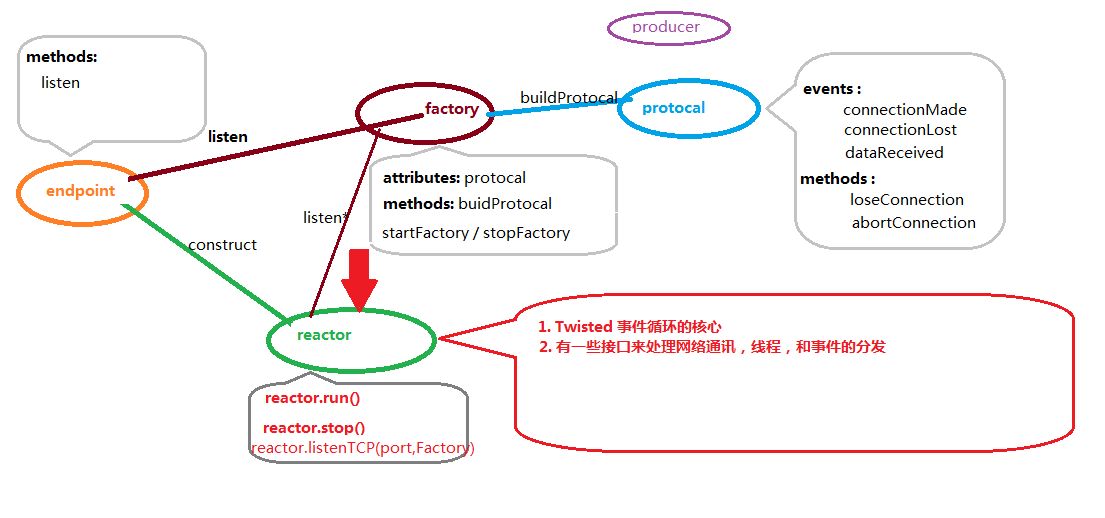 producer
methods:
listen
factory
buildProtocal
protocal
events :
connectionMade
connectionLost
dataReceived
methods :
loseConnection
abortConnection
listen
endpoint
attributes: protocal
methods: buidProtocal
startFactory / stopFactory
listen*
construct
reactor
1. Twisted 事件循环的核心
2. 有一些接口来处理网络通讯，线程，和事件的分发
reactor.run()
reactor.stop()
reactor.listenTCP(port,Factory)